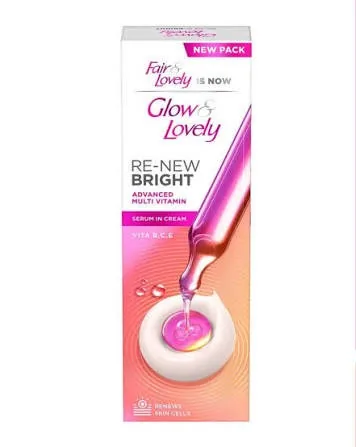 NEW PACK
Fair & Lovely IS NOW
Glow & Lovely
RE-NEW
BRIGHT
ADVANCED
MULTI VITAMIN
SERUM IN CREAM
VITA B,C,E
RENEWS
SKIN CELLS